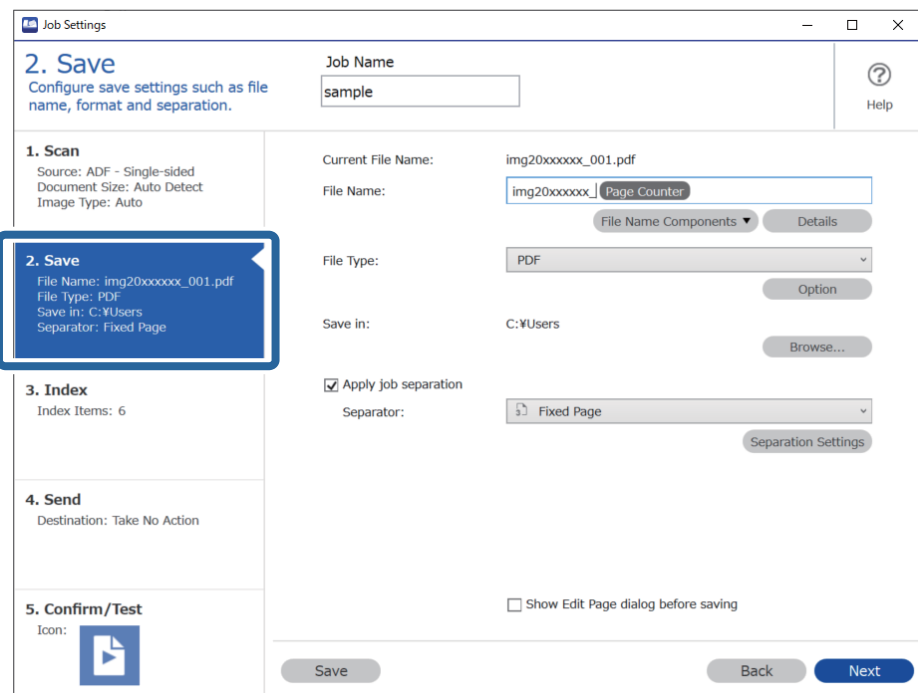 Job Settings
2. Save
Configure save settings such as file
name, format and separation.
Job Name
sample
Help
1. Scan
Source: ADF - Single-sided
Document Size: Auto Detect
Image Type: Auto
2. Save
File Name: img20xxxxxx_001.pdf
File Type: PDF
Save in: C:¥Users
Separator: Fixed Page
3. Index
Index Items: 6
4. Send
Destination: Take No Action
5. Confirm/Test
Icon:
Current File Name: img20xxxxxx_001.pdf
File Name: img20xxxxxx_ Page Counter
File Name Components Details
File Type: PDF
Option
Save in: C:¥Users
Browse...
Apply job separation
Separator: Fixed Page
Separation Settings
Show Edit Page dialog before saving
Save Back Next